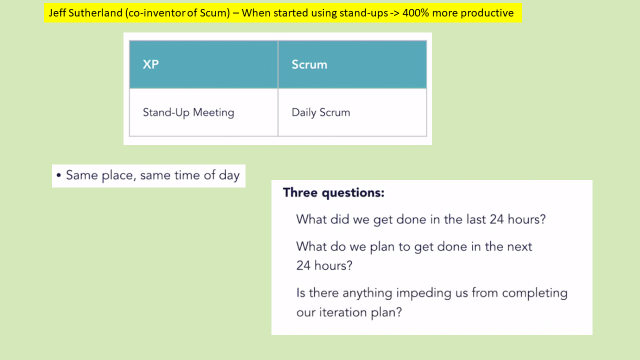 Jeff Sutherland (co-inventor of Scum) – When started using stand-ups -> 400% more productive
XP
Scrum
Stand-Up Meeting
Daily Scrum
• Same place, same time of day
Three questions:
What did we get done in the last 24 hours?
What do we plan to get done in the next
24 hours?
Is there anything impeding us from completing
our iteration plan?